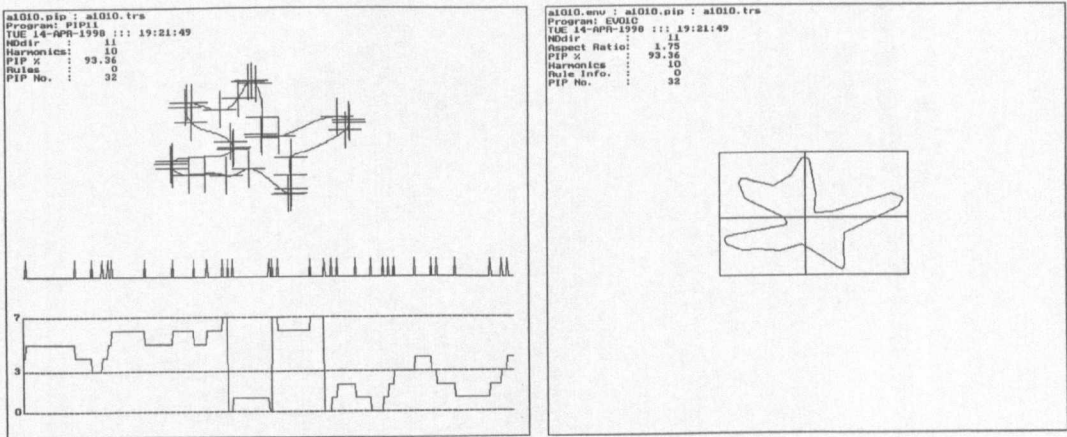 a1010.pip : a1010.trs
Program: PIP11
TUE 14-APR-1998 ::: 19:21:49
NDdir : 11
Harmonics: 10
PIP % : 93.36
Rules : 0
PIP No. : 32
7
3
0
a1010.env : a1010.pip : a1010.trs
Program: EVOLC
TUE 14-APR-1998 ::: 19:21:49
NDdir : 11
Aspect Ratio: 1.75
PIP % : 93.36
Harmonics : 10
Rule Info. : 0
PIP No. : 32